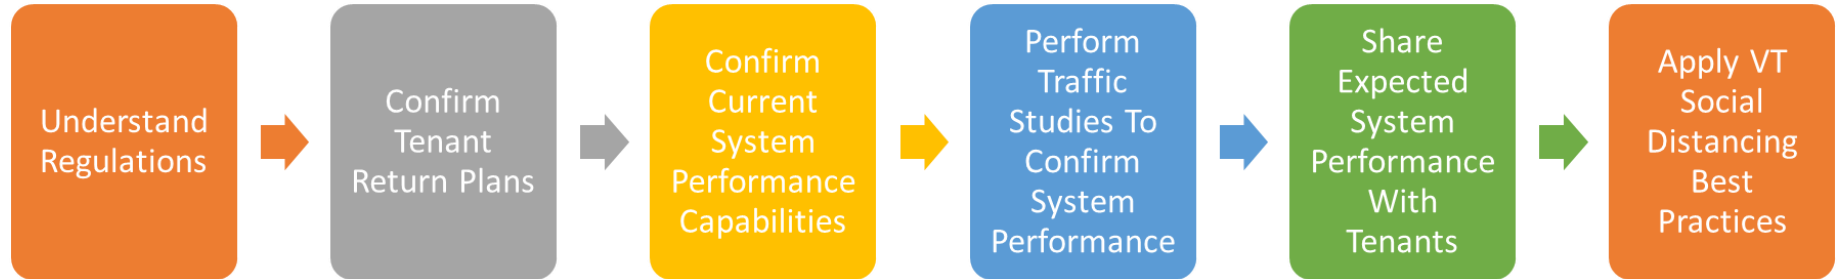 Understand
Regulations
Confirm
Tenant
Return Plans
Confirm
Current
System
Performance
Capabilities
Perform
Traffic
Studies To
Confirm
System
Performance
Share
Expected
System
Performance
With
Tenants
Apply VT
Social
Distancing
Best
Practices